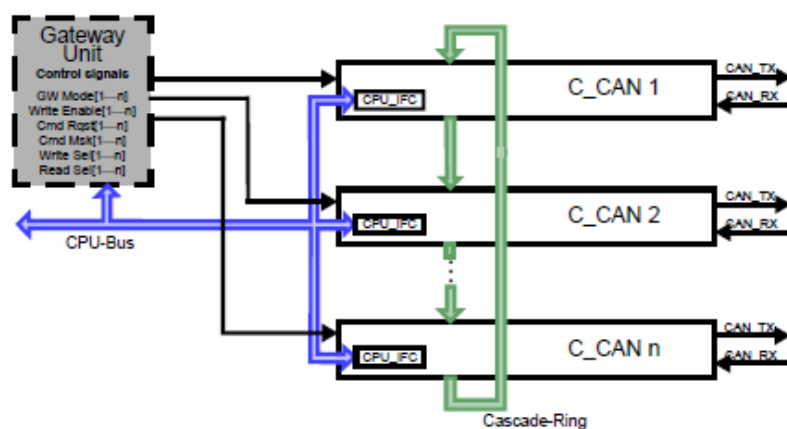 Gateway
Unit
Control signals
GW Mode[1---n]
Write Enable[1---n]
Cmd Rqst[1---n]
Cmd Msk[1---n]
Write Sel[1---n]
Read Sel[1---n]
CPU-Bus
C_CAN 1
CPU_IFC
CAN_TX
CAN_RX
C_CAN 2
CPU_IFC
CAN_TX
CAN_RX
C_CAN n
CPU_IFC
CAN_TX
CAN_RX
Cascade-Ring